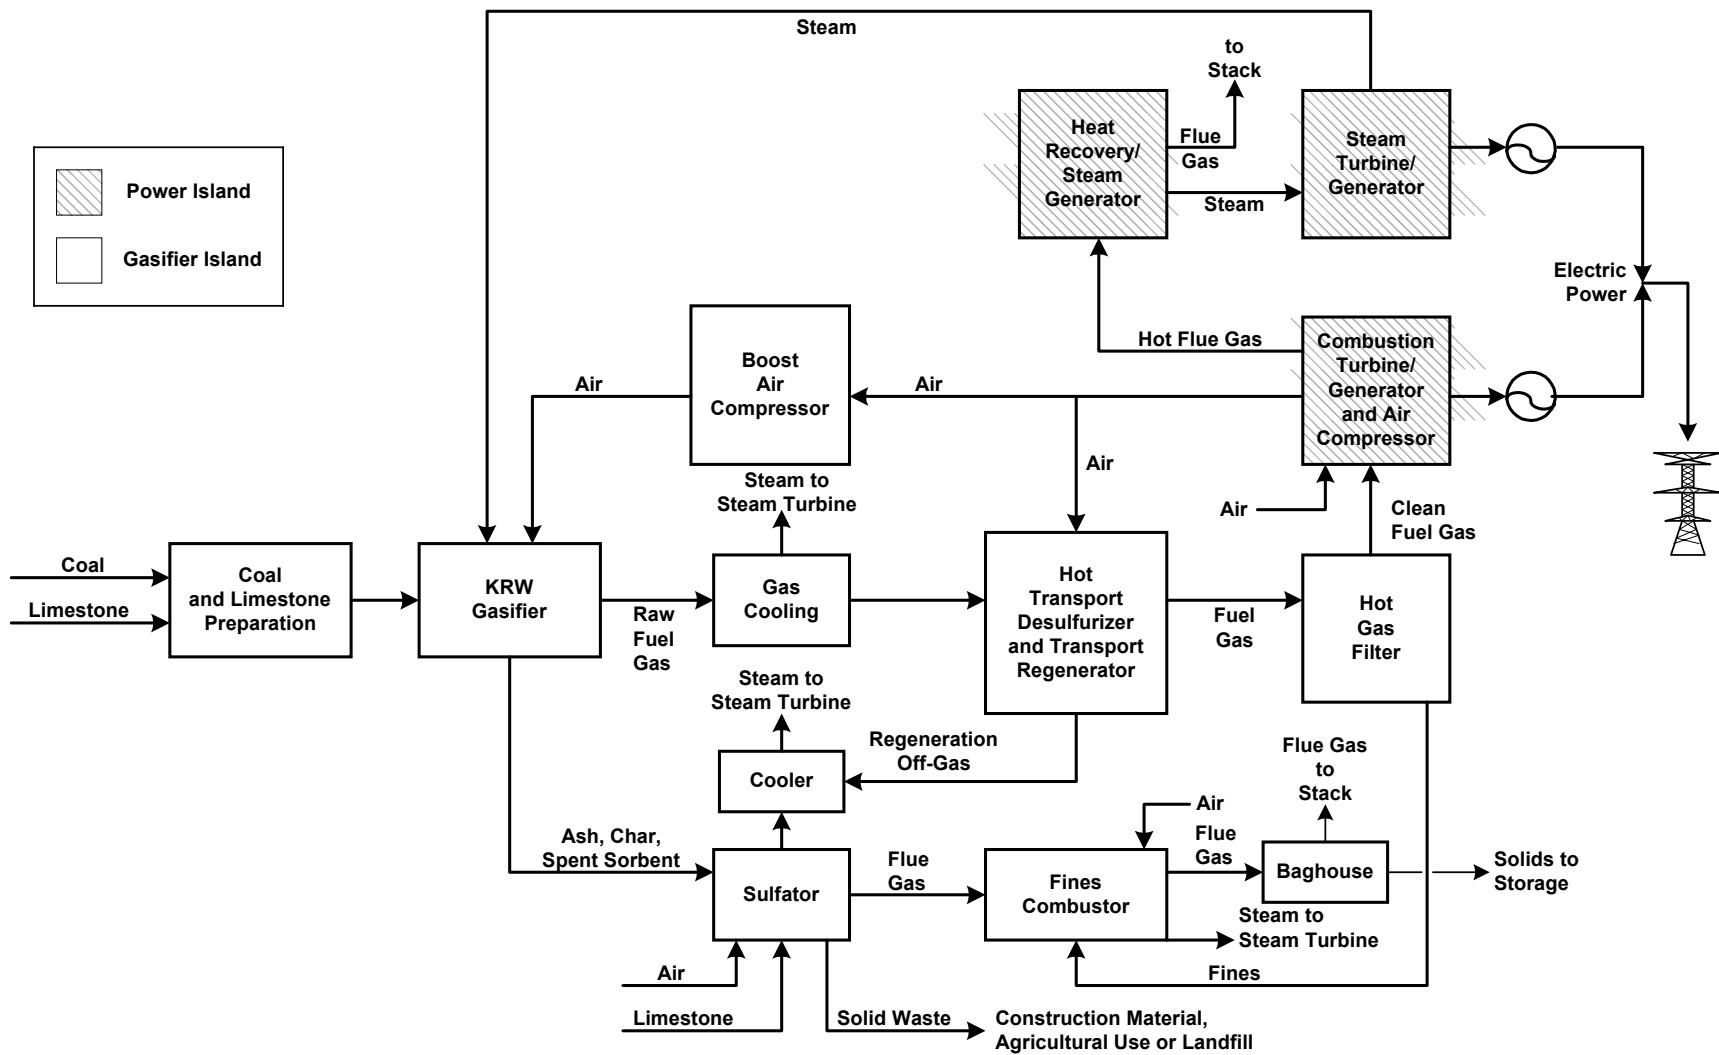 Steam
to
Stack
Heat
Recovery/
Steam
Generator
Flue
Gas
Steam
Steam
Turbine/
Generator
Power Island
Gasifier Island
Electric
Power
Hot Flue Gas
Combustion
Turbine/
Generator
and Air
Compressor
Boost
Air
Compressor
Air
Air
Air
Air
Clean
Fuel Gas
Steam to
Steam Turbine
Coal
Limestone
Coal
and Limestone
Preparation
KRW
Gasifier
Raw
Fuel
Gas
Gas
Cooling
Hot
Transport
Desulfurizer
and Transport
Regenerator
Fuel
Gas
Hot
Gas
Filter
Steam to
Steam Turbine
Cooler
Regeneration
Off-Gas
Flue Gas
to
Stack
Air
Ash, Char,
Spent Sorbent
Sulfator
Flue
Gas
Fines
Combustor
Flue
Gas
Baghouse
Solids to
Storage
Steam to
Steam Turbine
Fines
Air
Limestone
Solid Waste
Construction Material,
Agricultural Use or Landfill